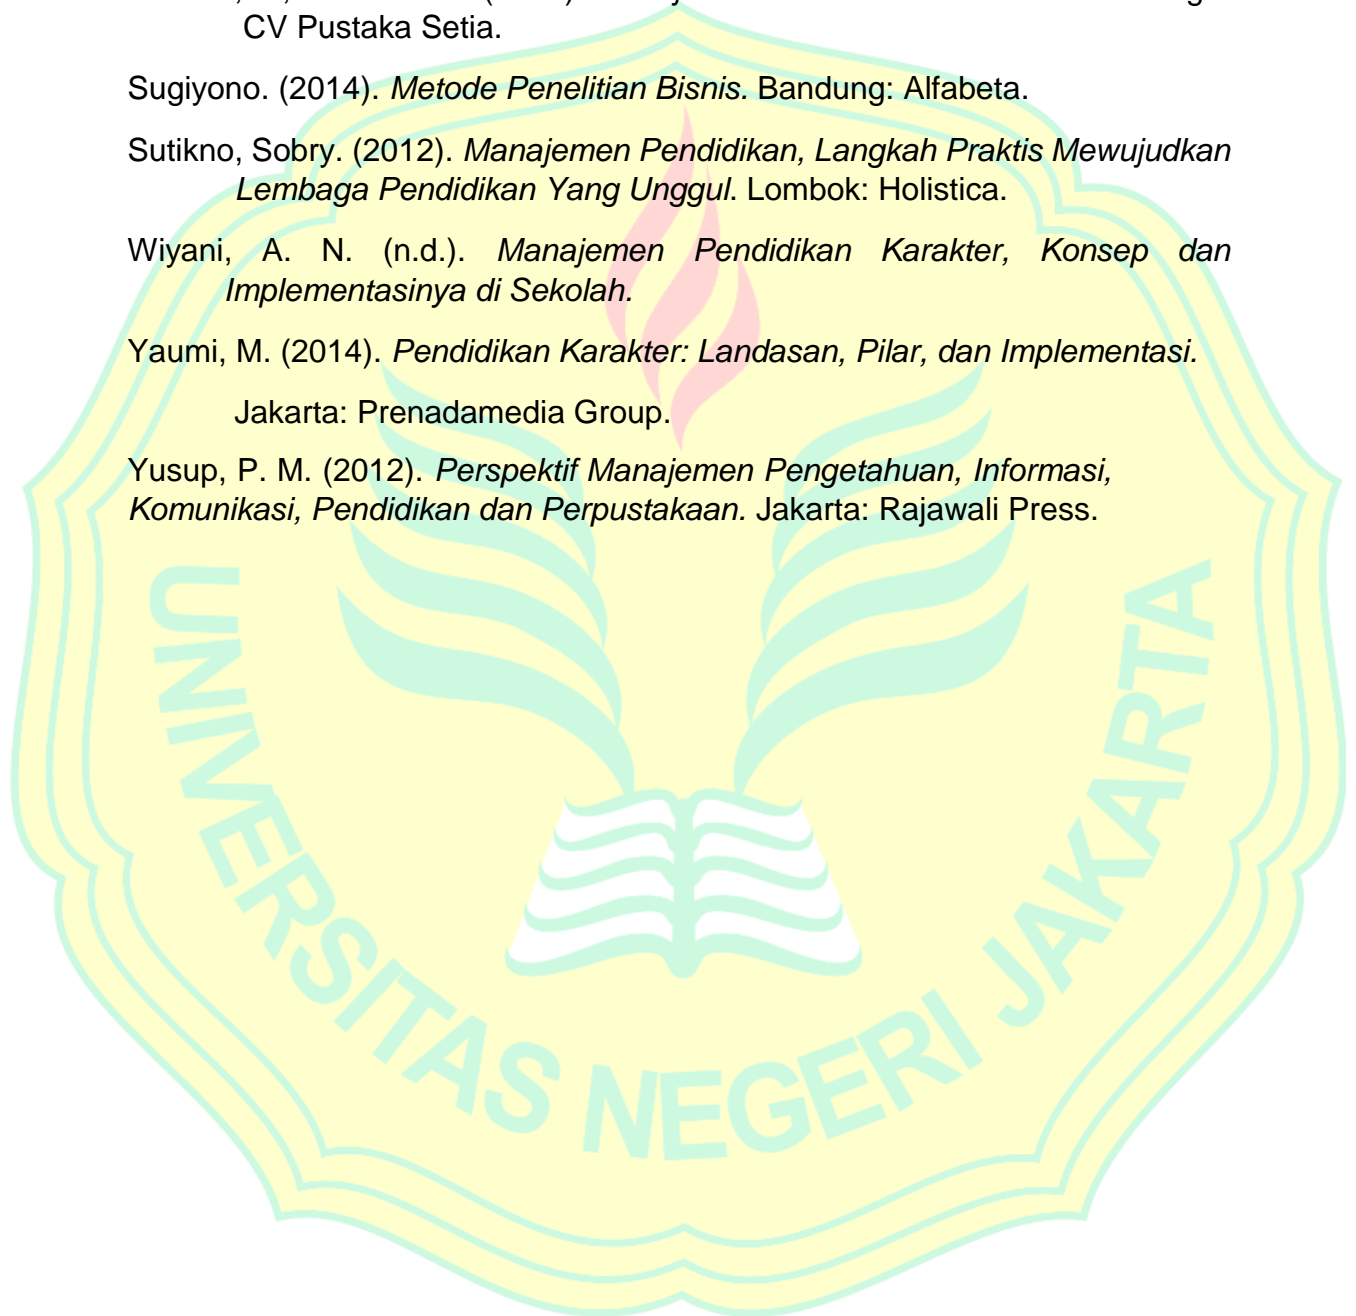 CV Pustaka Setia.
Sugiyono. (2014). Metode Penelitian Bisnis. Bandung: Alfabeta.
Sutikno, Sobry. (2012). Manajemen Pendidikan, Langkah Praktis Mewujudkan
Lembaga Pendidikan Yang Unggul. Lombok: Holistica.
Wiyani, A. N. (n.d.). Manajemen Pendidikan Karakter, Konsep dan
Implementasinya di Sekolah.
Yaumi, M. (2014). Pendidikan Karakter: Landasan, Pilar, dan Implementasi.
Jakarta: Prenadamedia Group.
Yusup, P. M. (2012). Perspektif Manajemen Pengetahuan, Informasi,
Komunikasi, Pendidikan dan Perpustakaan. Jakarta: Rajawali Press.
UNIVERSITAS NEGERI JAKARTA